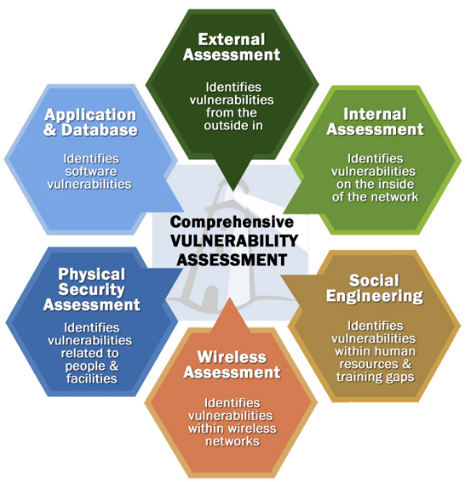 External
Assessment
Identifies
vulnerabilities
from the
outside in
Application
& Database
Identifies
software
vulnerabilities
Internal
Assessment
Identifies
vulnerabilities
on the inside
of the network
Comprehensive
VULNERABILITY
ASSESSMENT
Physical
Security
Assessment
Identifies
vulnerabilities
related to
people &
facilities
Social
Engineering
Identifies
vulnerabilities
within human
resources &
training gaps
Wireless
Assessment
Identifies
vulnerabilities
within wireless
networks